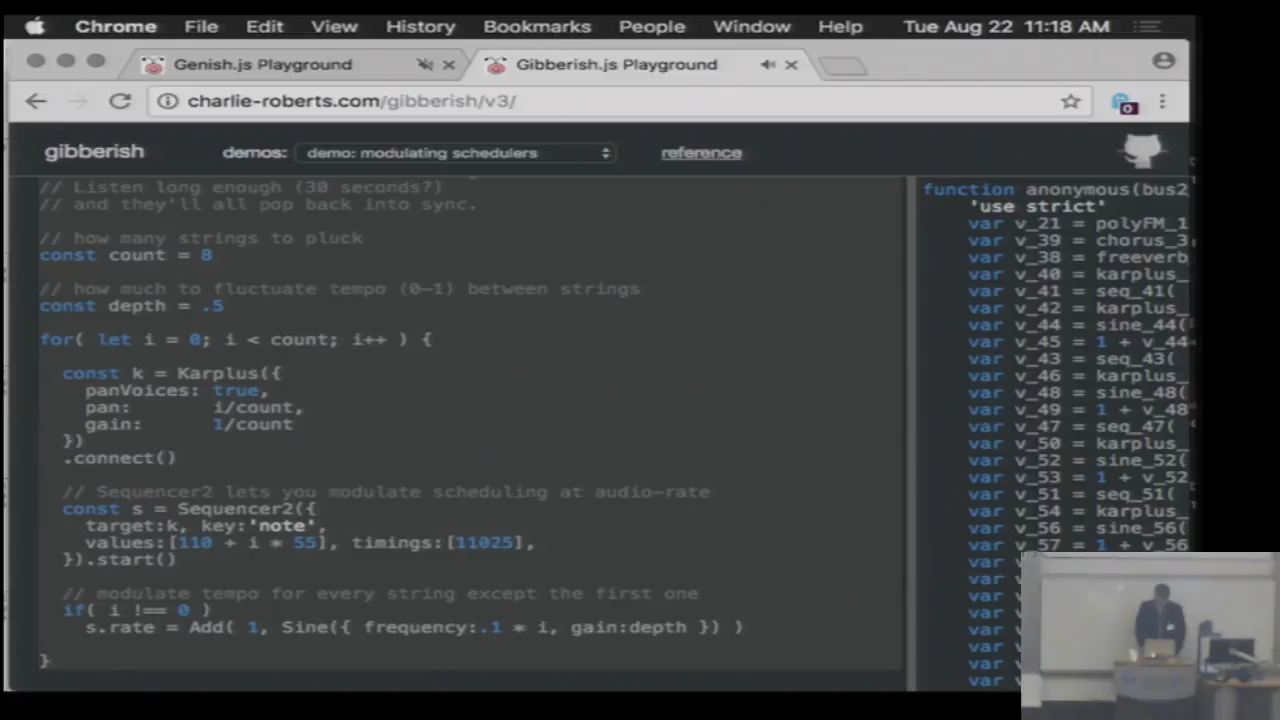 Chrome File Edit View History Bookmarks People Window Help Tue Aug 22 11:18 AM
Genish.js Playground
Gibberish.js Playground
charlie-roberts.com/gibberish/v3/
gibberish demos: demo: modulating schedulers reference
// Listen long enough (30 seconds?)
// and they'll all pop back into sync.
// how many strings to pluck
const count = 8
// how much to fluctuate tempo (0-1) between strings
const depth = .5
for( let i = 0; i < count; i++ ) {
const k = Karplus({
panVoices: true,
pan: i/count,
gain: 1/count
})
.connect()
// Sequencer2 lets you modulate scheduling at audio-rate
const s = Sequencer2({
target:k, key:'note',
values:[110 + i * 55], timings:[11025],
}).start()
// modulate tempo for every string except the first one
if( i !== 0 )
s.rate = Add( 1, Sine({ frequency:.1 * i, gain:depth }) )
}
function anonymous(bus2
'use strict'
var v_21 = polyFM_1
var v_39 = chorus_3
var v_38 = freeverb
var v_40 = karplus_
var v_41 = seq_41(
var v_42 = karplus_
var v_44 = sine_44(
var v_45 = 1 + v_44
var v_43 = seq_43(
var v_46 = karplus_
var v_48 = sine_48(
var v_49 = 1 + v_48
var v_47 = seq_47(
var v_50 = karplus_
var v_52 = sine_52(
var v_53 = 1 + v_52
var v_51 = seq_51(
var v_54 = karplus_
var v_56 = sine_56(
var v_57 = 1 + v_56
var
var
var
var
var
var
var
var